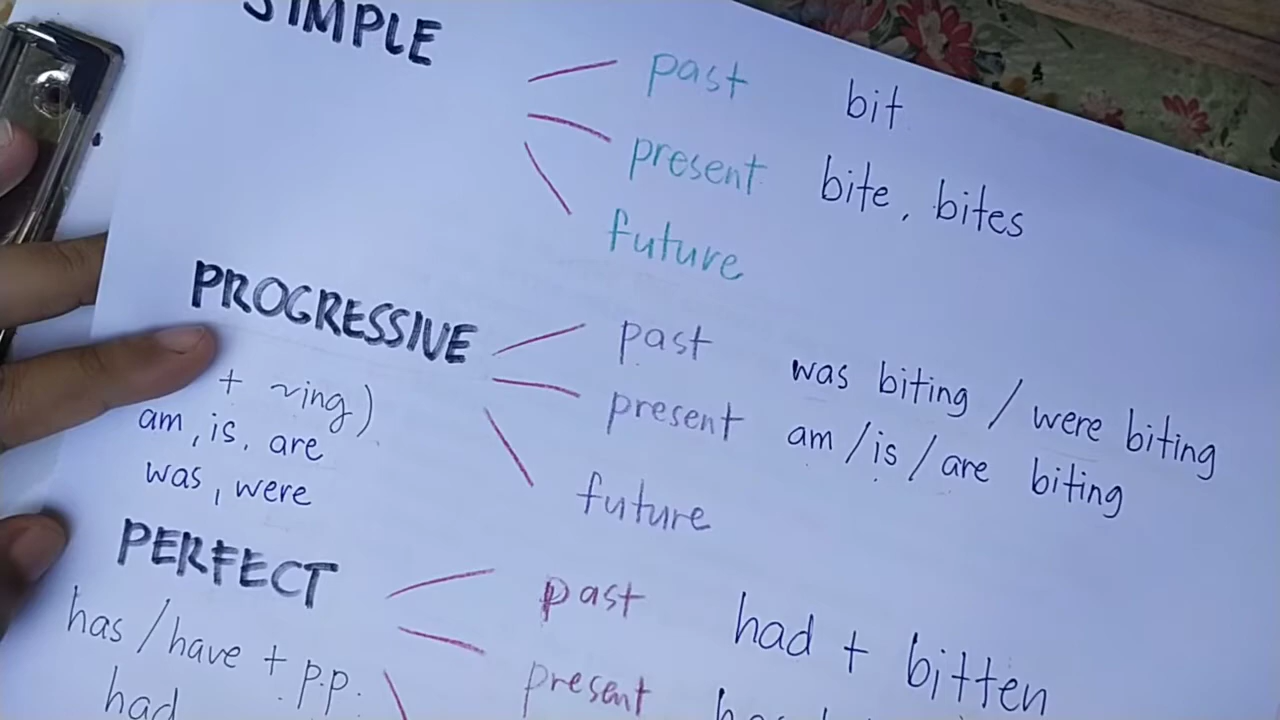 SIMPLE
past bit
present bite, bites
future
PROGRESSIVE
past was biting / were biting
present am / is / are biting
future
+ ~ing)
am, is, are
was, were
PERFECT
past had + bitten
present
has / have + p.p.
had